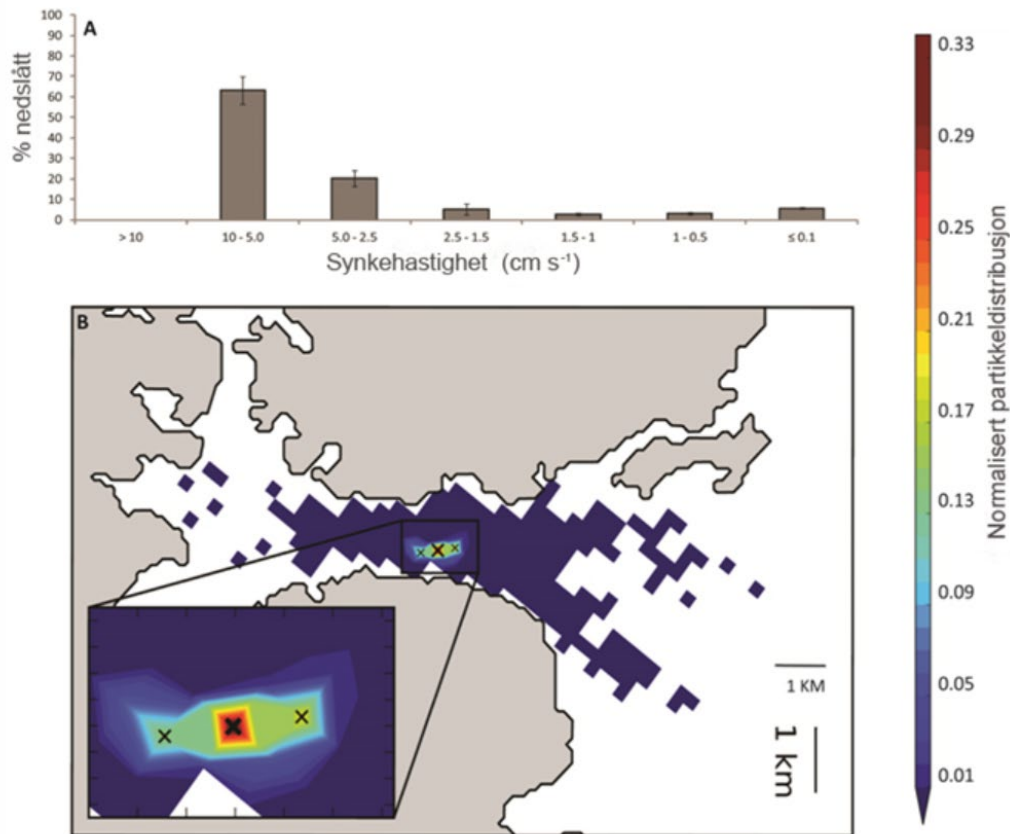 A
% nedslått
100
90
80
70
60
50
40
30
20
10
0
> 10
10 - 5.0
5.0 - 2.5
2.5 - 1.5
1.5 - 1
1 - 0.5
≤ 0.1
Synkehastighet (cm s⁻¹)
B
1 KM
1 km
0.33
0.29
0.25
0.21
0.17
0.13
0.09
0.05
0.01
Normalisert partikkeldistribusjon